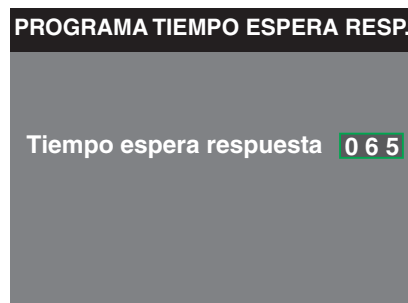 PROGRAMA TIEMPO ESPERA RESP.
Tiempo espera respuesta 0 6 5